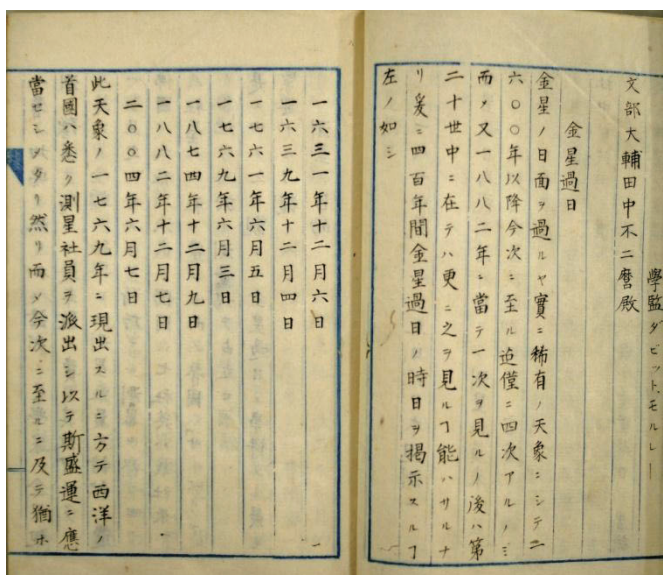 學監ダビットモルレー
文部大輔田中不二麿殿
金星過日
金星ノ日面ヲ過ルヤ實ニ稀有ノ天象ニシテ一
六〇〇年以降今次ニ至ル迄僅ニ四次アルノミ
而〆又一八八二年ニ當テ一次ヲ見ルノ後ハ第
二十世中ニ在テハ更ニ之ヲ見ルヿ能ハサルナ
リ爰ニ四百年間金星過日ノ時日ヲ掲示スルヿ
左ノ如シ
一六三一年十二月六日
一六三九年十二月四日
一七六一年六月五日
一七六九年六月三日
一八七四年十二月九日
一八八二年十二月七日
二〇〇四年六月七日
此天象ノ一七六九年ニ現出スルニ方テ西洋ノ
首國ハ悉ク測星社員ヲ派出シ以テ斯盛運ニ應
當セシメタリ然リ而〆今次ニ至ルニ及テ猶ホ